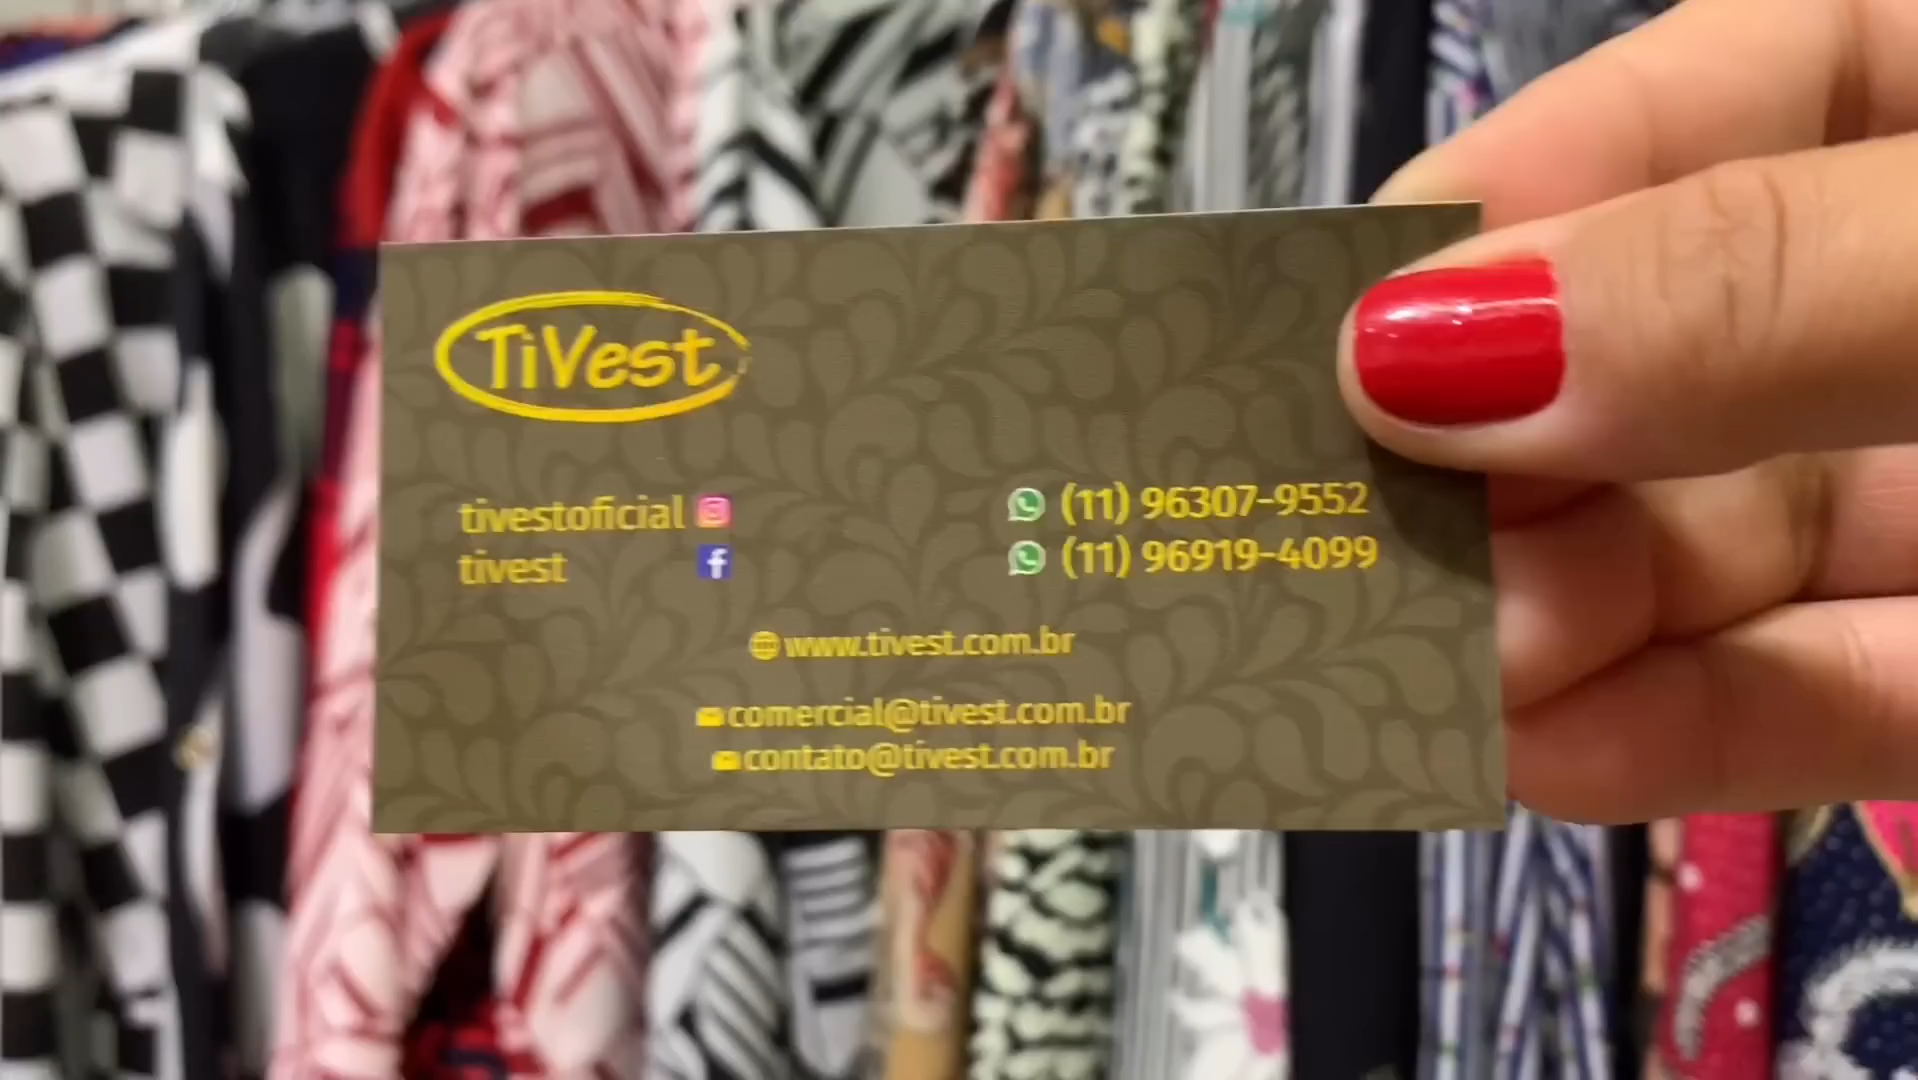 TiVest
tivestoficial
tivest
(11) 96307-9552
(11) 96919-4099
www.tivest.com.br
comercial@tivest.com.br
contato@tivest.com.br